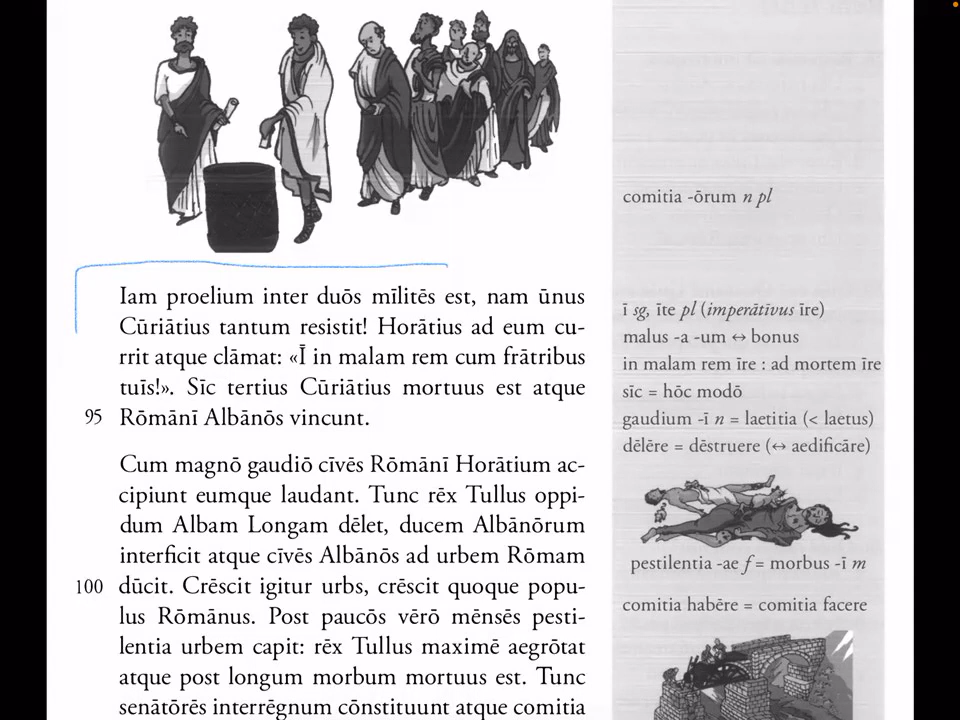 comitia -ōrum n pl
Iam proelium inter duōs mīlitēs est, nam ūnus
Cūriātius tantum resistit! Horātius ad eum cu-
rrit atque clāmat: «Ī in malam rem cum frātribus
tuīs!». Sīc tertius Cūriātius mortuus est atque
95 Rōmānī Albānōs vincunt.
Cum magnō gaudiō cīvēs Rōmānī Horātium ac-
cipiunt eumque laudant. Tunc rēx Tullus oppi-
dum Albam Longam dēlet, ducem Albānōrum
interficit atque cīvēs Albānōs ad urbem Rōmam
100 dūcit. Crēscit igitur urbs, crēscit quoque popu-
lus Rōmānus. Post paucōs vērō mēnsēs pesti-
lentia urbem capit: rēx Tullus maximē aegrōtat
atque post longum morbum mortuus est. Tunc
senātōrēs interrēgnum cōnstituunt atque comitia
ī sg, īte pl (imperātīvus īre)
malus -a -um ↔ bonus
in malam rem īre : ad mortem īre
sīc = hōc modō
gaudium -ī n = laetitia (< laetus)
dēlēre = dēstruere (↔ aedificāre)
pestilentia -ae f = morbus -ī m
comitia habēre = comitia facere